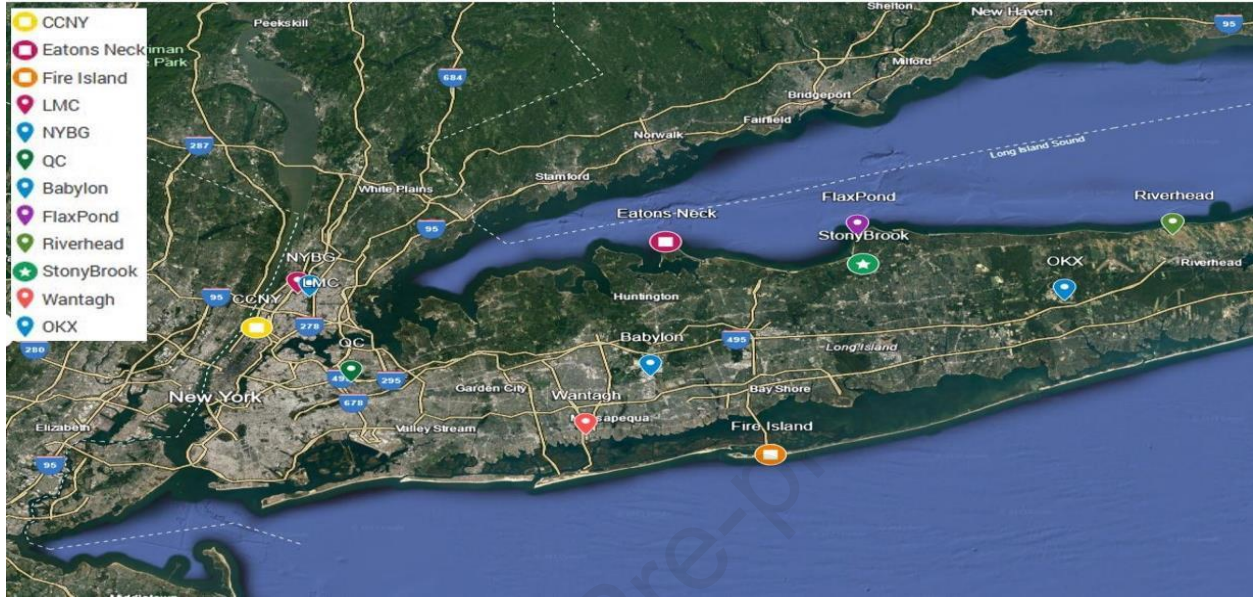 CCNY
Eatons Neck
Fire Island
LMC
NYBG
QC
Babylon
FlaxPond
Riverhead
StonyBrook
Wantagh
OKX
Peekskill
Park
684
287
White Plains
95
Stamford
Norwalk
Fairfield
Bridgeport
Milford
Shelton
New Haven
95
Long Island Sound
Eatons Neck
FlaxPond
StonyBrook
Riverhead
Riverhead
OKX
NYBG
LMC
CCNY
95
278
280
QC
295
678
New York
Elizabeth
95
Huntington
Garden City
Valley Stream
Babylon
495
Long Island
Wantagh
Bay Shore
Fire Island